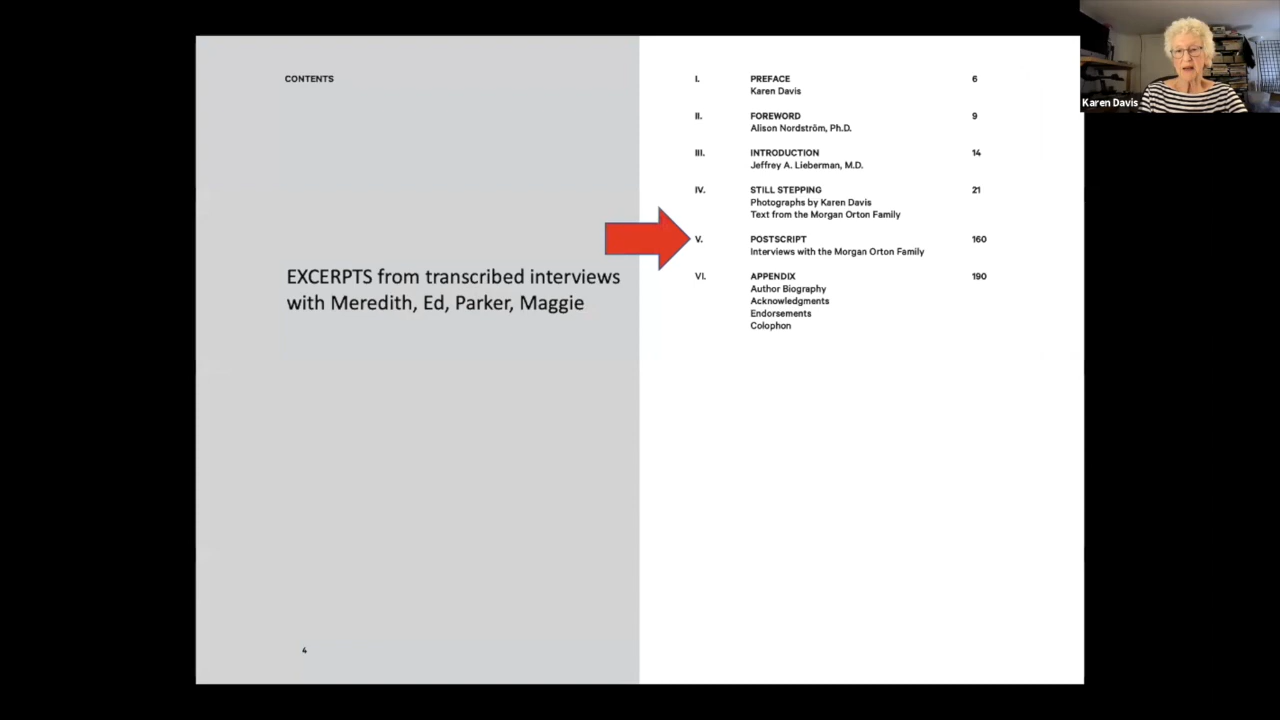 CONTENTS
EXCERPTS from transcribed interviews
with Meredith, Ed, Parker, Maggie
4
I. PREFACE 6
Karen Davis
II. FOREWORD 9
Alison Nordström, Ph.D.
III. INTRODUCTION 14
Jeffrey A. Lieberman, M.D.
IV. STILL STEPPING 21
Photographs by Karen Davis
Text from the Morgan Orton Family
V. POSTSCRIPT 160
Interviews with the Morgan Orton Family
VI. APPENDIX 190
Author Biography
Acknowledgments
Endorsements
Colophon
Karen Davis